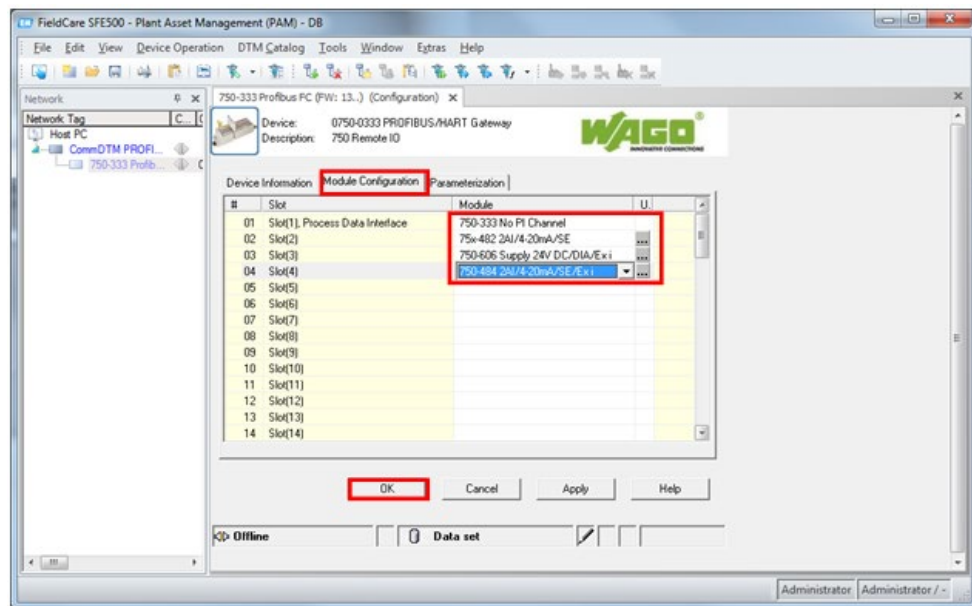 FieldCare SFE500 - Plant Asset Management (PAM) - DB
File Edit View Device Operation DTM Catalog Tools Window Extras Help
Network
750-333 Profibus FC (FW: 13...) (Configuration)
Network Tag C...
Host PC
CommDTM PROFI...
750-333 Profib...
Device: 0750-0333 PROFIBUS/HART Gateway
Description: 750 Remote IO
WAGO
INNOVATIVE CONNECTIONS
Device Information Module Configuration Parameterization
# Slot Module U.
01 Slot(1), Process Data Interface 750-333 No PI Channel
02 Slot(2) 75x-482 2AI/4-20mA/SE ...
03 Slot(3) 750-606 Supply 24V DC/DIA/Ex i ...
04 Slot(4) 750-484 2AI/4-20mA/SE/Ex i ...
05 Slot(5)
06 Slot(6)
07 Slot(7)
08 Slot(8)
09 Slot(9)
10 Slot(10)
11 Slot(11)
12 Slot(12)
13 Slot(13)
14 Slot(14)
OK Cancel Apply Help
Offline Data set
Administrator Administrator / -